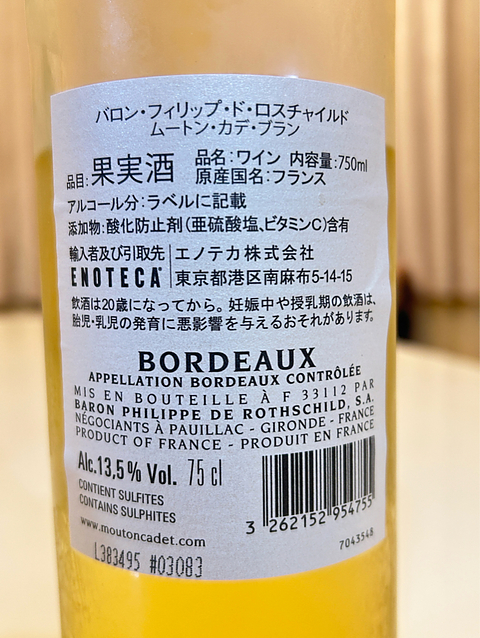 バロン・フィリップ・ド・ロスチャイルド
ムートン・カデ・ブラン
品目:果実酒 品名:ワイン 内容量:750ml
原産国名:フランス
アルコール分:ラベルに記載
添加物:酸化防止剤(亜硫酸塩、ビタミンC)含有
輸入者及び引取先 エノテカ株式会社
ENOTECA 東京都港区南麻布5-14-15
飲酒は20歳になってから。妊娠中や授乳期の飲酒は、
胎児・乳児の発育に悪影響を与えるおそれがあります。
BORDEAUX
APPELLATION BORDEAUX CONTRÔLÉE
MIS EN BOUTEILLE À F 33112 PAR
BARON PHILIPPE DE ROTHSCHILD, S.A.
NÉGOCIANTS À PAUILLAC - GIRONDE - FRANCE
PRODUCT OF FRANCE - PRODUIT EN FRANCE
Alc.13,5% Vol. 75 cl
CONTIENT SULFITES
CONTAINS SULPHITES
www.moutoncadet.com
3 262152 954755
7043546
L383495 #03083